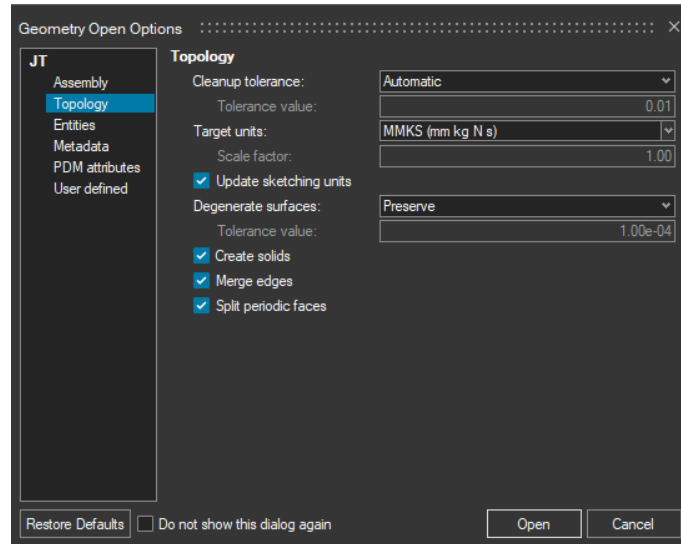 Geometry Open Options
JT
Assembly
Topology
Entities
Metadata
PDM attributes
User defined
Topology
Cleanup tolerance: Automatic
Tolerance value: 0.01
Target units: MMKS (mm kg N s)
Scale factor: 1.00
Update sketching units
Degenerate surfaces: Preserve
Tolerance value: 1.00e-04
Create solids
Merge edges
Split periodic faces
Restore Defaults Do not show this dialog again Open Cancel